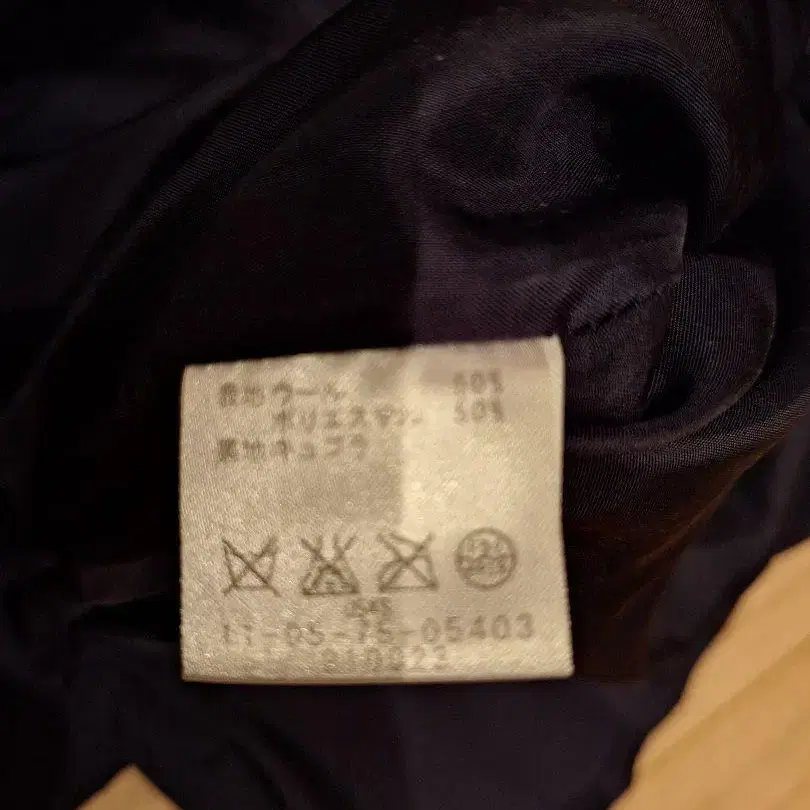 表地ウール 50%
ポリエステル 50%
裏地キュプラ
11-05-75-05403